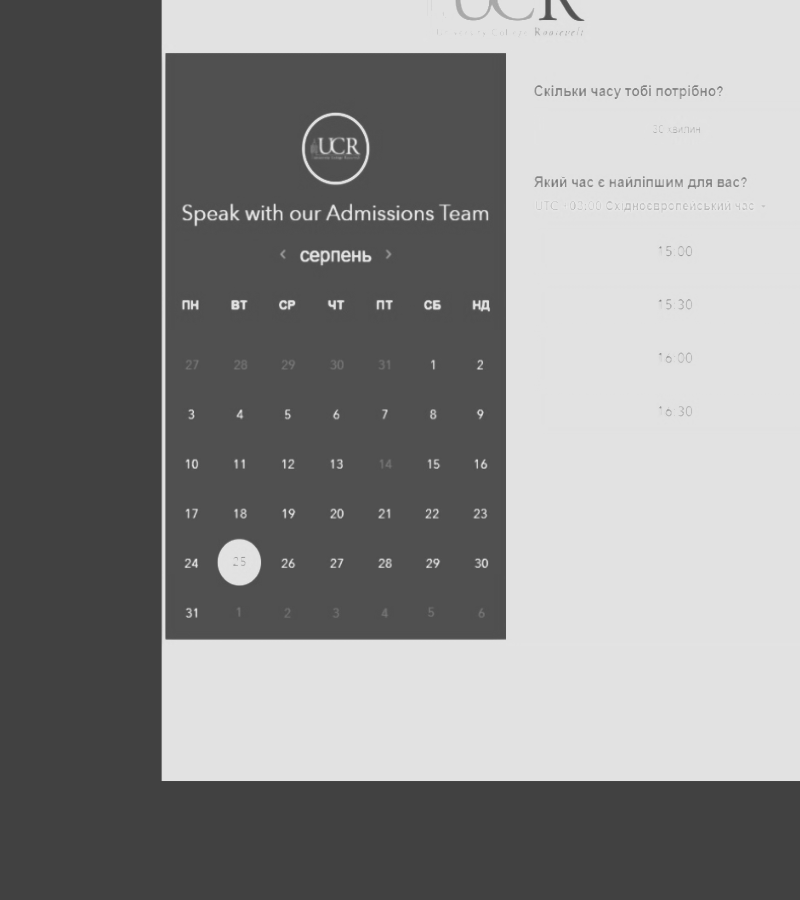 UCR
Roosevelt
UCR
Speak with our Admissions Team
‹ серпень ›
ПН ВТ СР ЧТ ПТ СБ НД
27 28 29 30 31 1 2
3 4 5 6 7 8 9
10 11 12 13 14 15 16
17 18 19 20 21 22 23
24 25 26 27 28 29 30
31 1 2 3 4 5 6
Скільки часу тобі потрібно?
30 хвилин
Який час є найліпшим для вас?
UTC +03:00 Східноєвропейський час
15:00
15:30
16:00
16:30